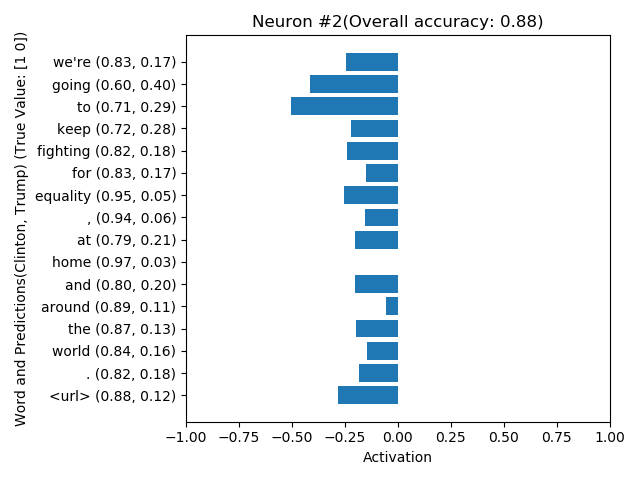 Neuron #2(Overall accuracy: 0.88)
Word and Predictions(Clinton, Trump) (True Value: [1 0])
we're (0.83, 0.17)
going (0.60, 0.40)
to (0.71, 0.29)
keep (0.72, 0.28)
fighting (0.82, 0.18)
for (0.83, 0.17)
equality (0.95, 0.05)
, (0.94, 0.06)
at (0.79, 0.21)
home (0.97, 0.03)
and (0.80, 0.20)
around (0.89, 0.11)
the (0.87, 0.13)
world (0.84, 0.16)
. (0.82, 0.18)
<url> (0.88, 0.12)
−1.00 −0.75 −0.50 −0.25 0.00 0.25 0.50 0.75 1.00
Activation